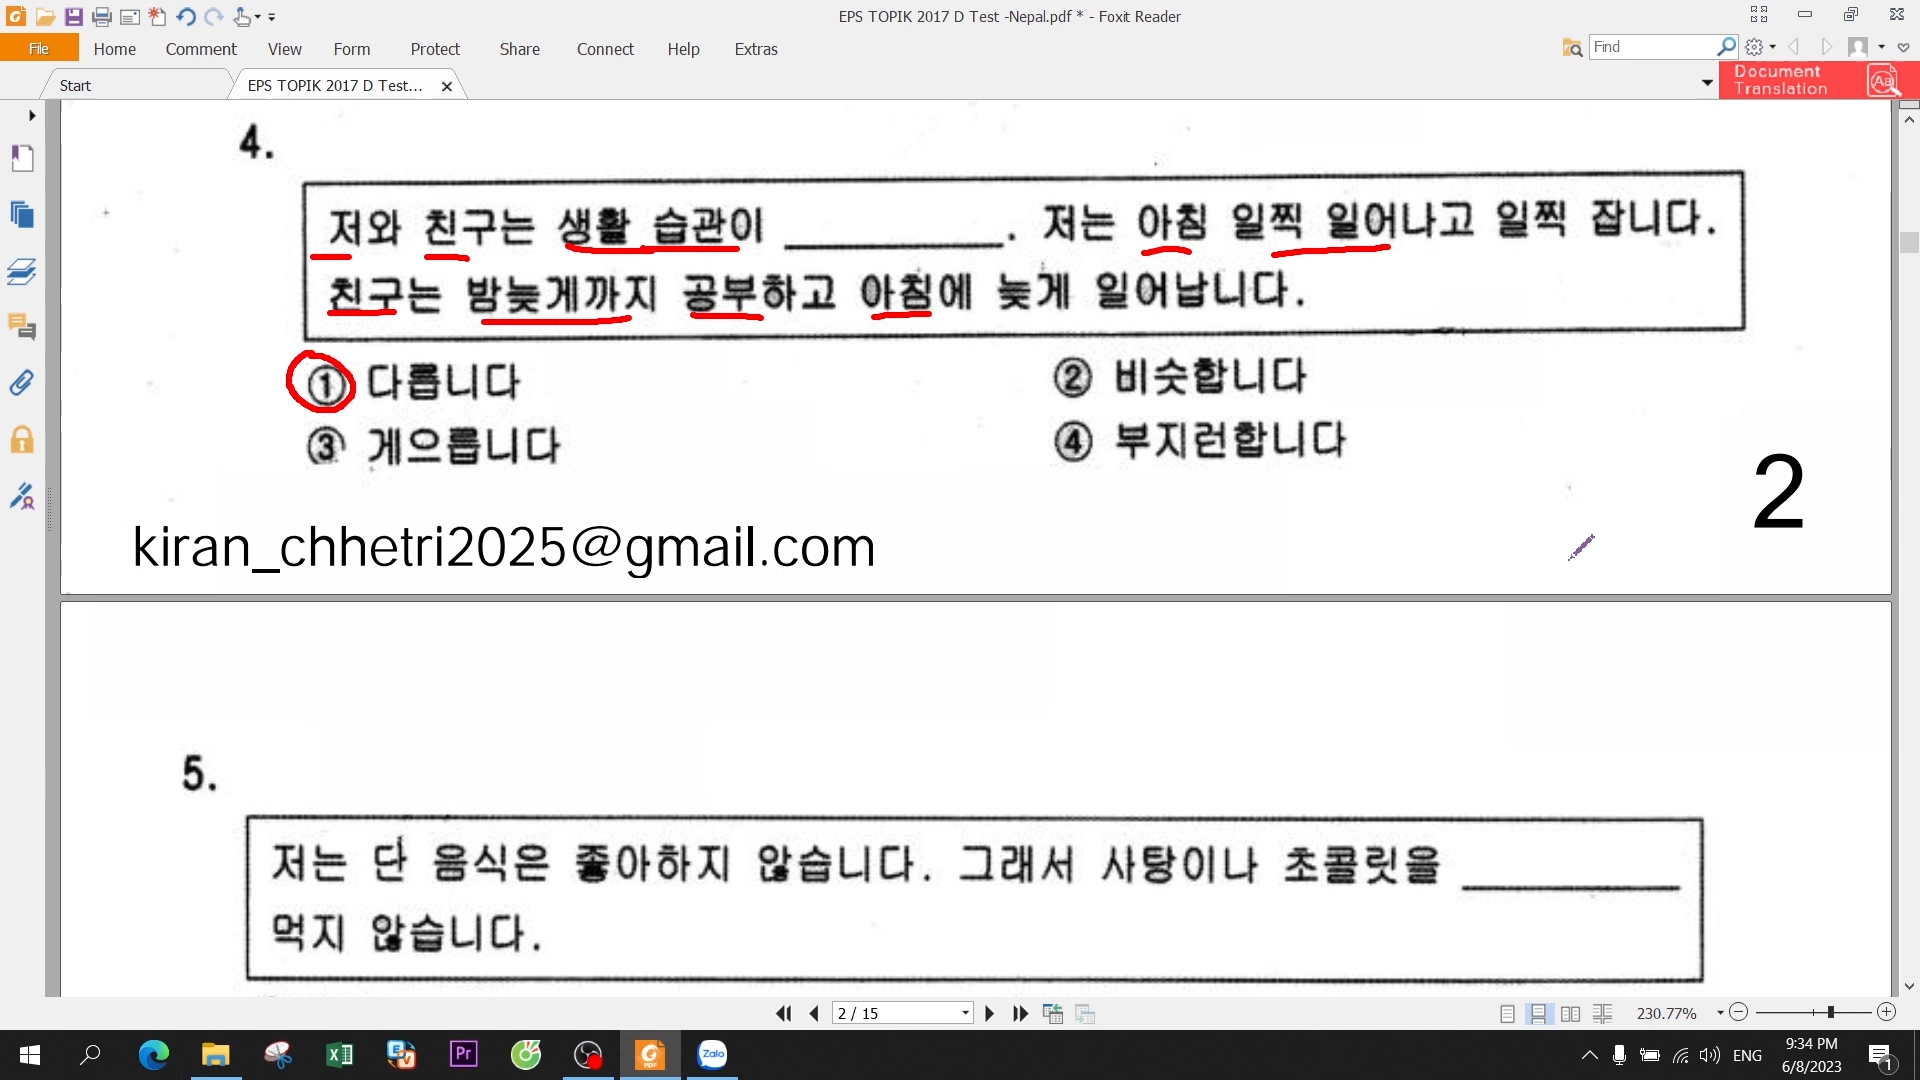 EPS TOPIK 2017 D Test -Nepal.pdf * - Foxit Reader
File Home Comment View Form Protect Share Connect Help Extras
Find
Start
EPS TOPIK 2017 D Test...
Document
Translation
4.
저와 친구는 생활 습관이 __________. 저는 아침 일찍 일어나고 일찍 잡니다.
친구는 밤늦게까지 공부하고 아침에 늦게 일어납니다.
① 다릅니다
② 비슷합니다
③ 게으릅니다
④ 부지런합니다
2
kiran_chhetri2025@gmail.com
5.
저는 단 음식은 좋아하지 않습니다. 그래서 사탕이나 초콜릿을 __________
먹지 않습니다.
2 / 15
230.77%
Pr
Zalo
ENG
9:34 PM
6/8/2023
1